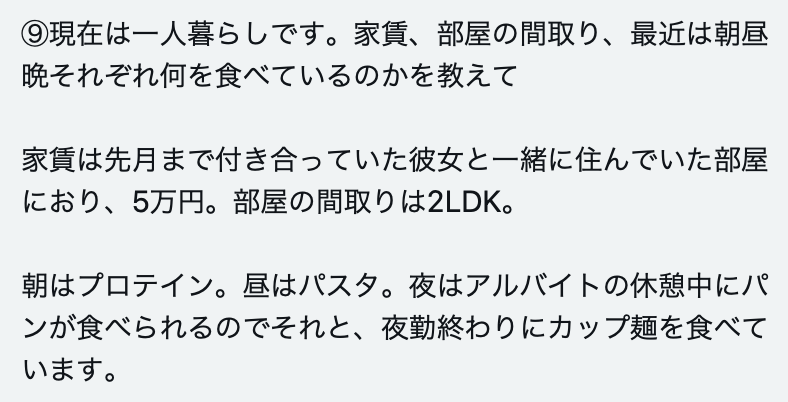 ⑨現在は一人暮らしです。家賃、部屋の間取り、最近は朝昼
晩それぞれ何を食べているのかを教えて
家賃は先月まで付き合っていた彼女と一緒に住んでいた部屋
におり、5万円。部屋の間取りは2LDK。
朝はプロテイン。昼はパスタ。夜はアルバイトの休憩中にパ
ンが食べられるのでそれと、夜勤終わりにカップ麺を食べて
います。